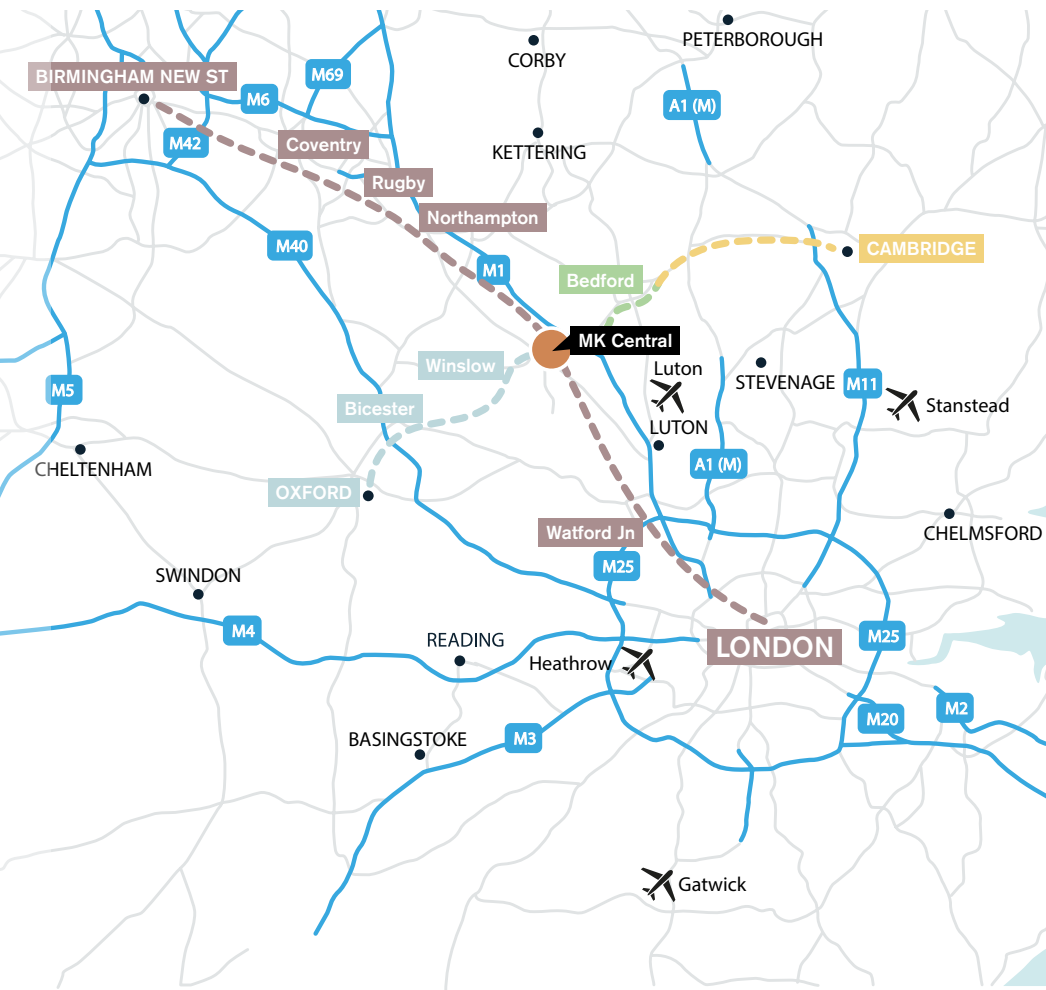 PETERBOROUGH
CORBY
BIRMINGHAM NEW ST
M69
M6
A1 (M)
M42
Coventry
KETTERING
Rugby
Northampton
M40
CAMBRIDGE
M1
Bedford
MK Central
Winslow
Luton
STEVENAGE
M11
M5
Stanstead
Bicester
LUTON
CHELTENHAM
A1 (M)
OXFORD
Watford Jn
CHELMSFORD
M25
SWINDON
M4
READING
LONDON
M25
Heathrow
M20
M2
BASINGSTOKE
M3
Gatwick